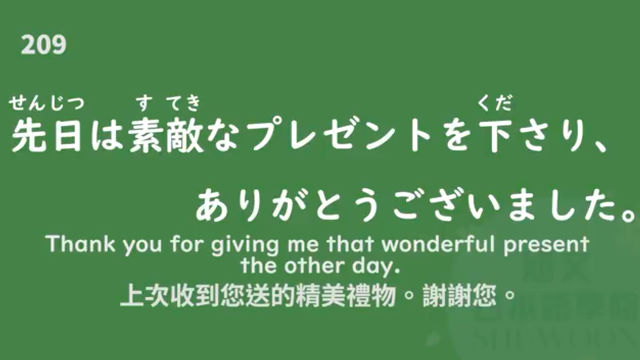 209
せんじつ すてき くだ
先日は素敵なプレゼントを下さり、
ありがとうございました。
Thank you for giving me that wonderful present
the other day.
上次收到您送的精美禮物。謝謝您。